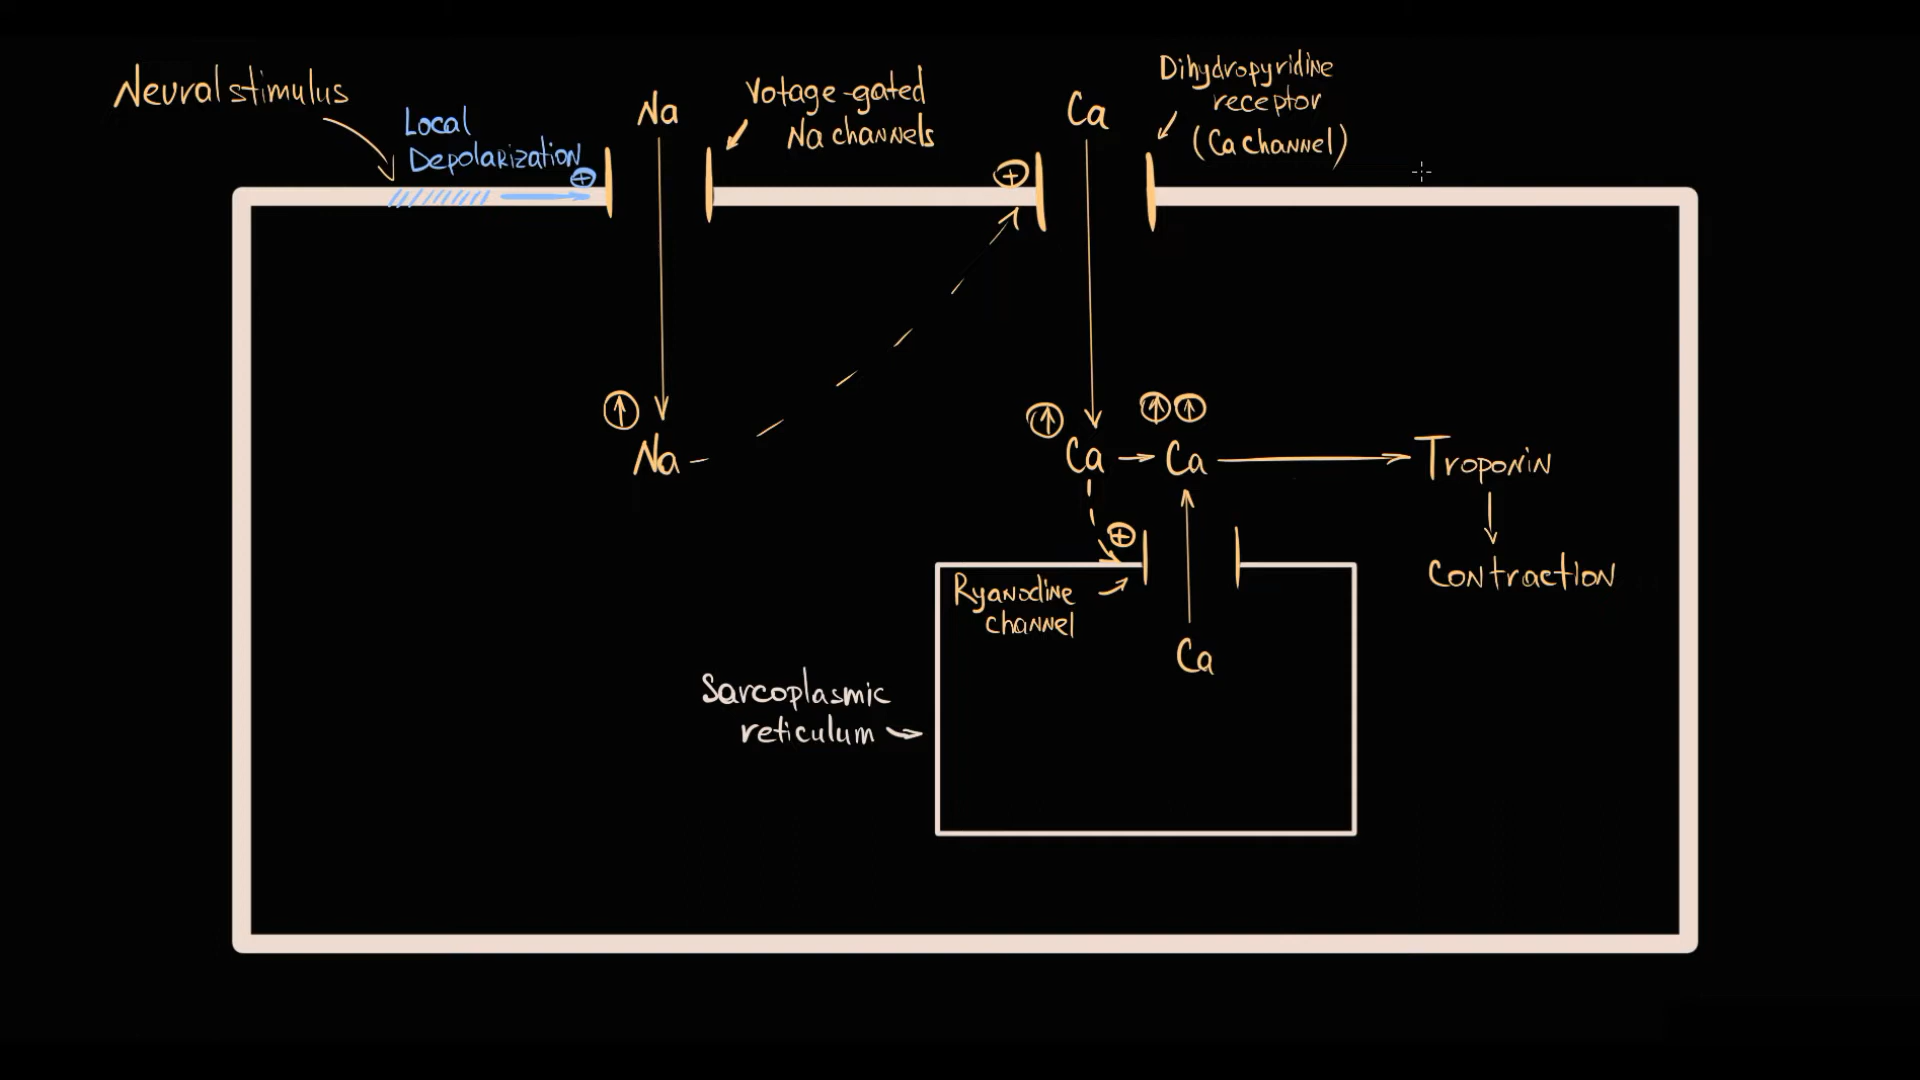 Neural stimulus
Local
Depolarization
Na
Votage-gated
Na channels
Ca
Dihydropyridine
receptor
(Ca channel)
Na
Ca
Ca
Troponin
Contraction
Ryanodine
channel
Ca
Sarcoplasmic
reticulum